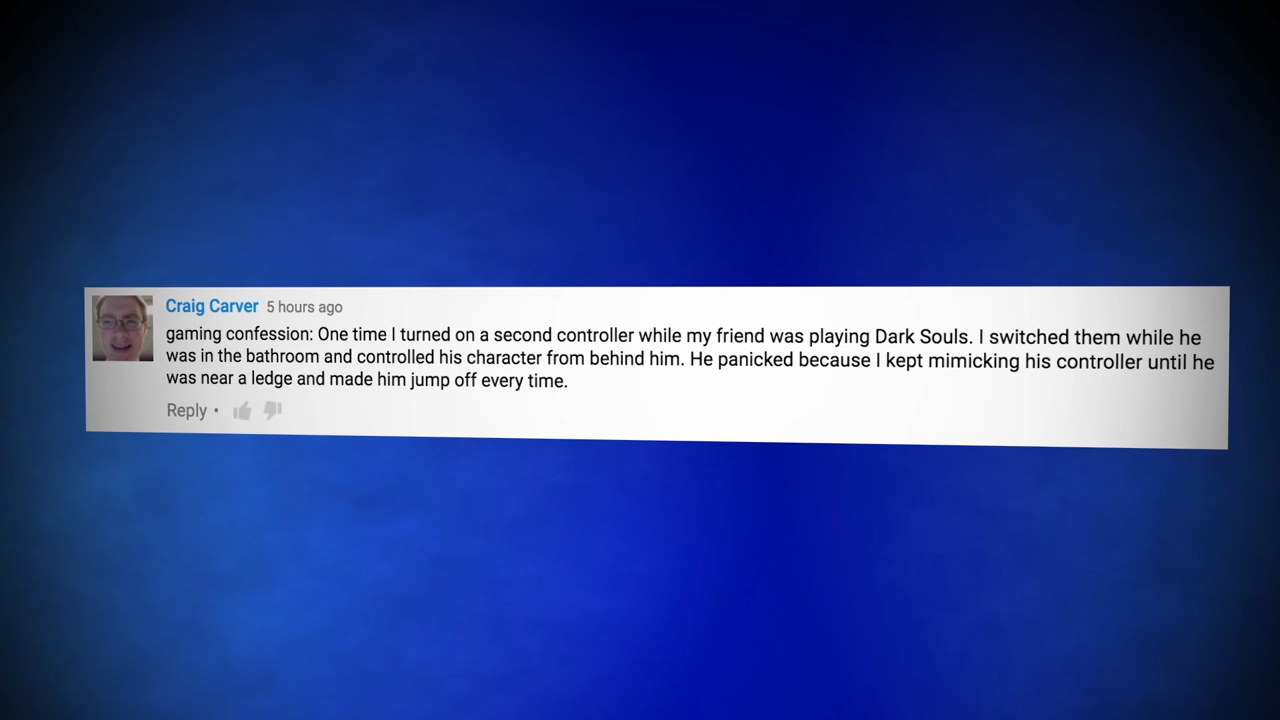 Craig Carver 5 hours ago
gaming confession: One time I turned on a second controller while my friend was playing Dark Souls. I switched them while he
was in the bathroom and controlled his character from behind him. He panicked because I kept mimicking his controller until he
was near a ledge and made him jump off every time.
Reply •